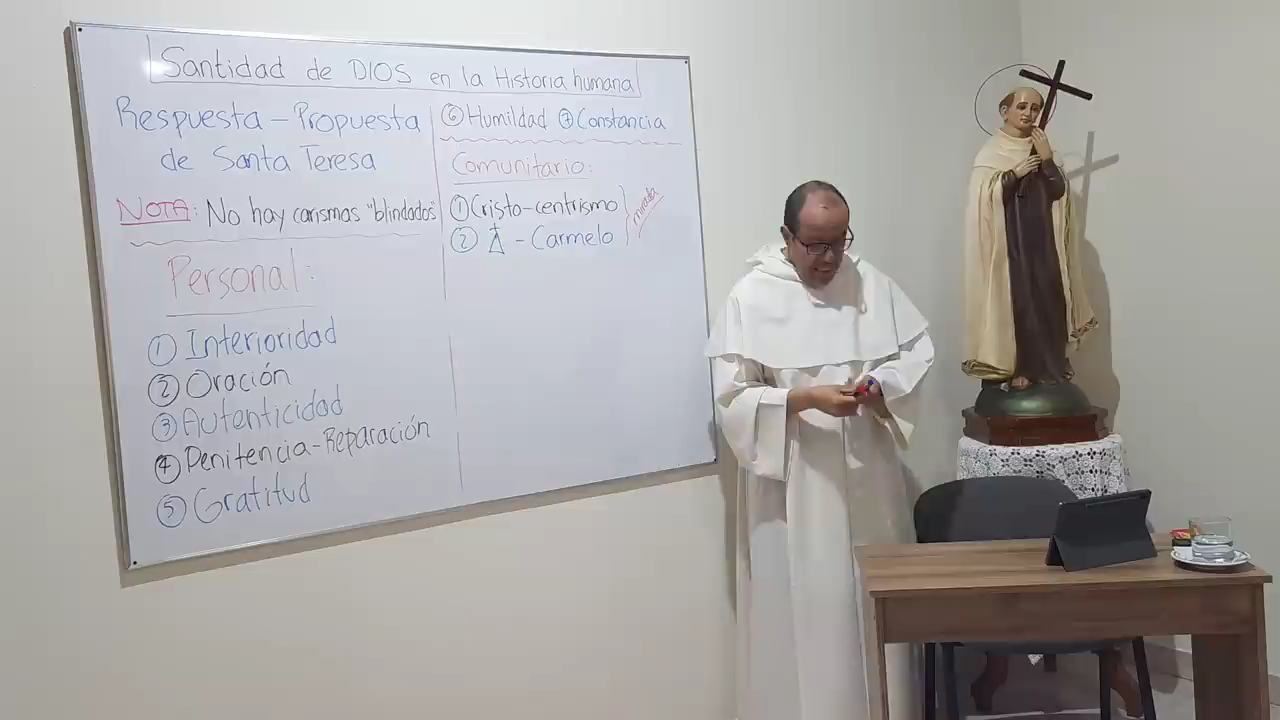 Santidad de DIOS en la Historia humana
Respuesta - Propuesta
de Santa Teresa
NOTA: No hay carismas "blindados"
Personal:
① Interioridad
② Oración
③ Autenticidad
④ Penitencia-Reparación
⑤ Gratitud
⑥ Humildad ⑦ Constancia
Comunitario:
① Cristo-centrismo
② - Carmelo